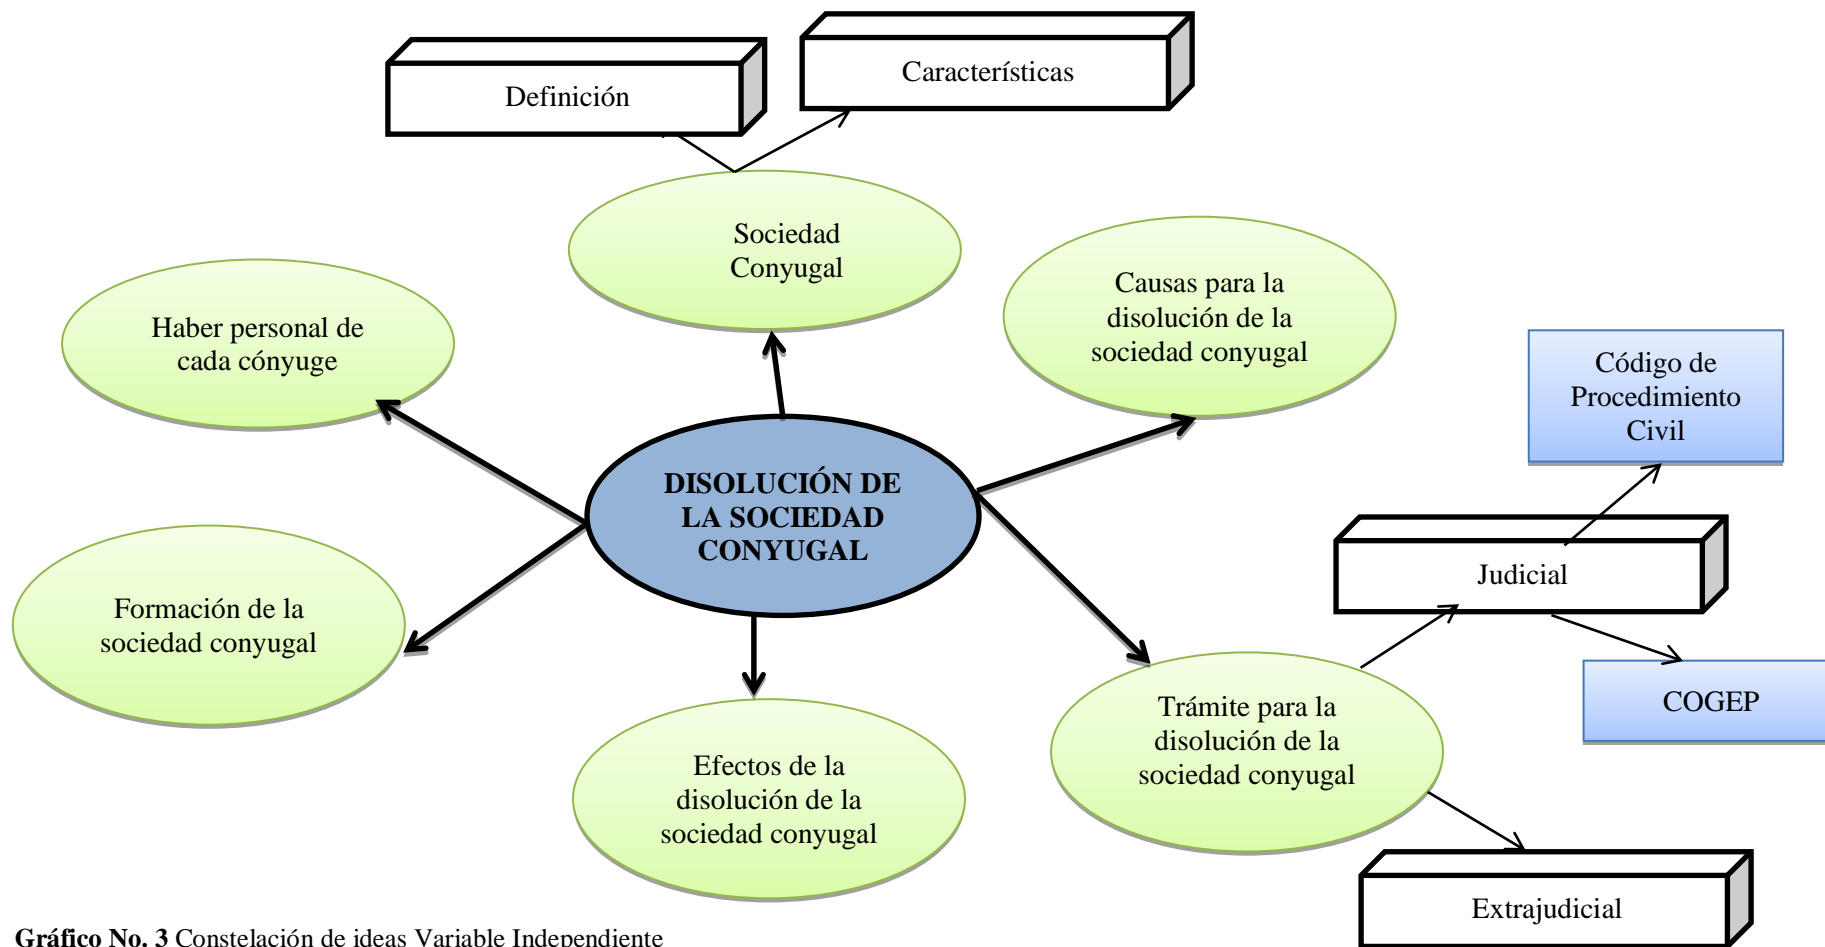 Definición
Características
Sociedad
Conyugal
Causas para la
disolución de la
sociedad conyugal
Haber personal de
cada cónyuge
Código de
Procedimiento
Civil
DISOLUCIÓN DE
LA SOCIEDAD
CONYUGAL
Judicial
Formación de la
sociedad conyugal
COGEP
Trámite para la
disolución de la
sociedad conyugal
Efectos de la
disolución de la
sociedad conyugal
Extrajudicial
Gráfico No. 3 Constelación de ideas Variable Independiente